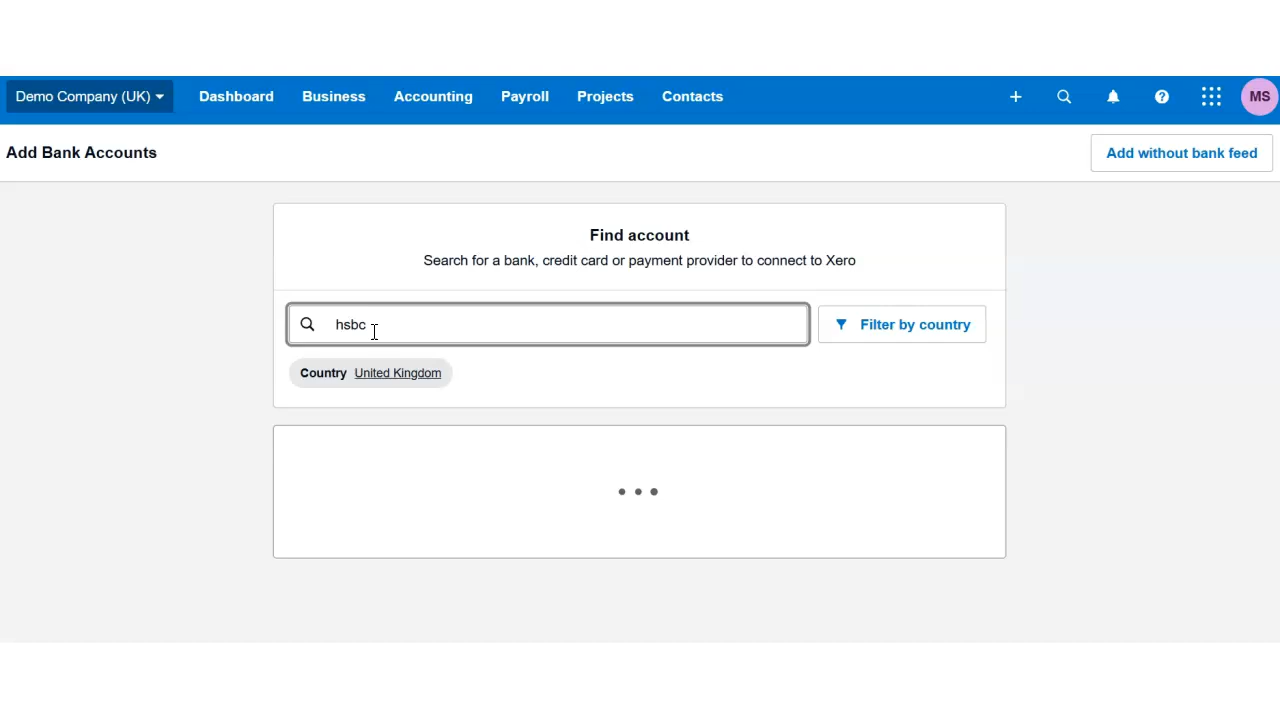 Demo Company (UK) Dashboard Business Accounting Payroll Projects Contacts MS
Add Bank Accounts Add without bank feed
Find account
Search for a bank, credit card or payment provider to connect to Xero
hsbc Filter by country
Country United Kingdom